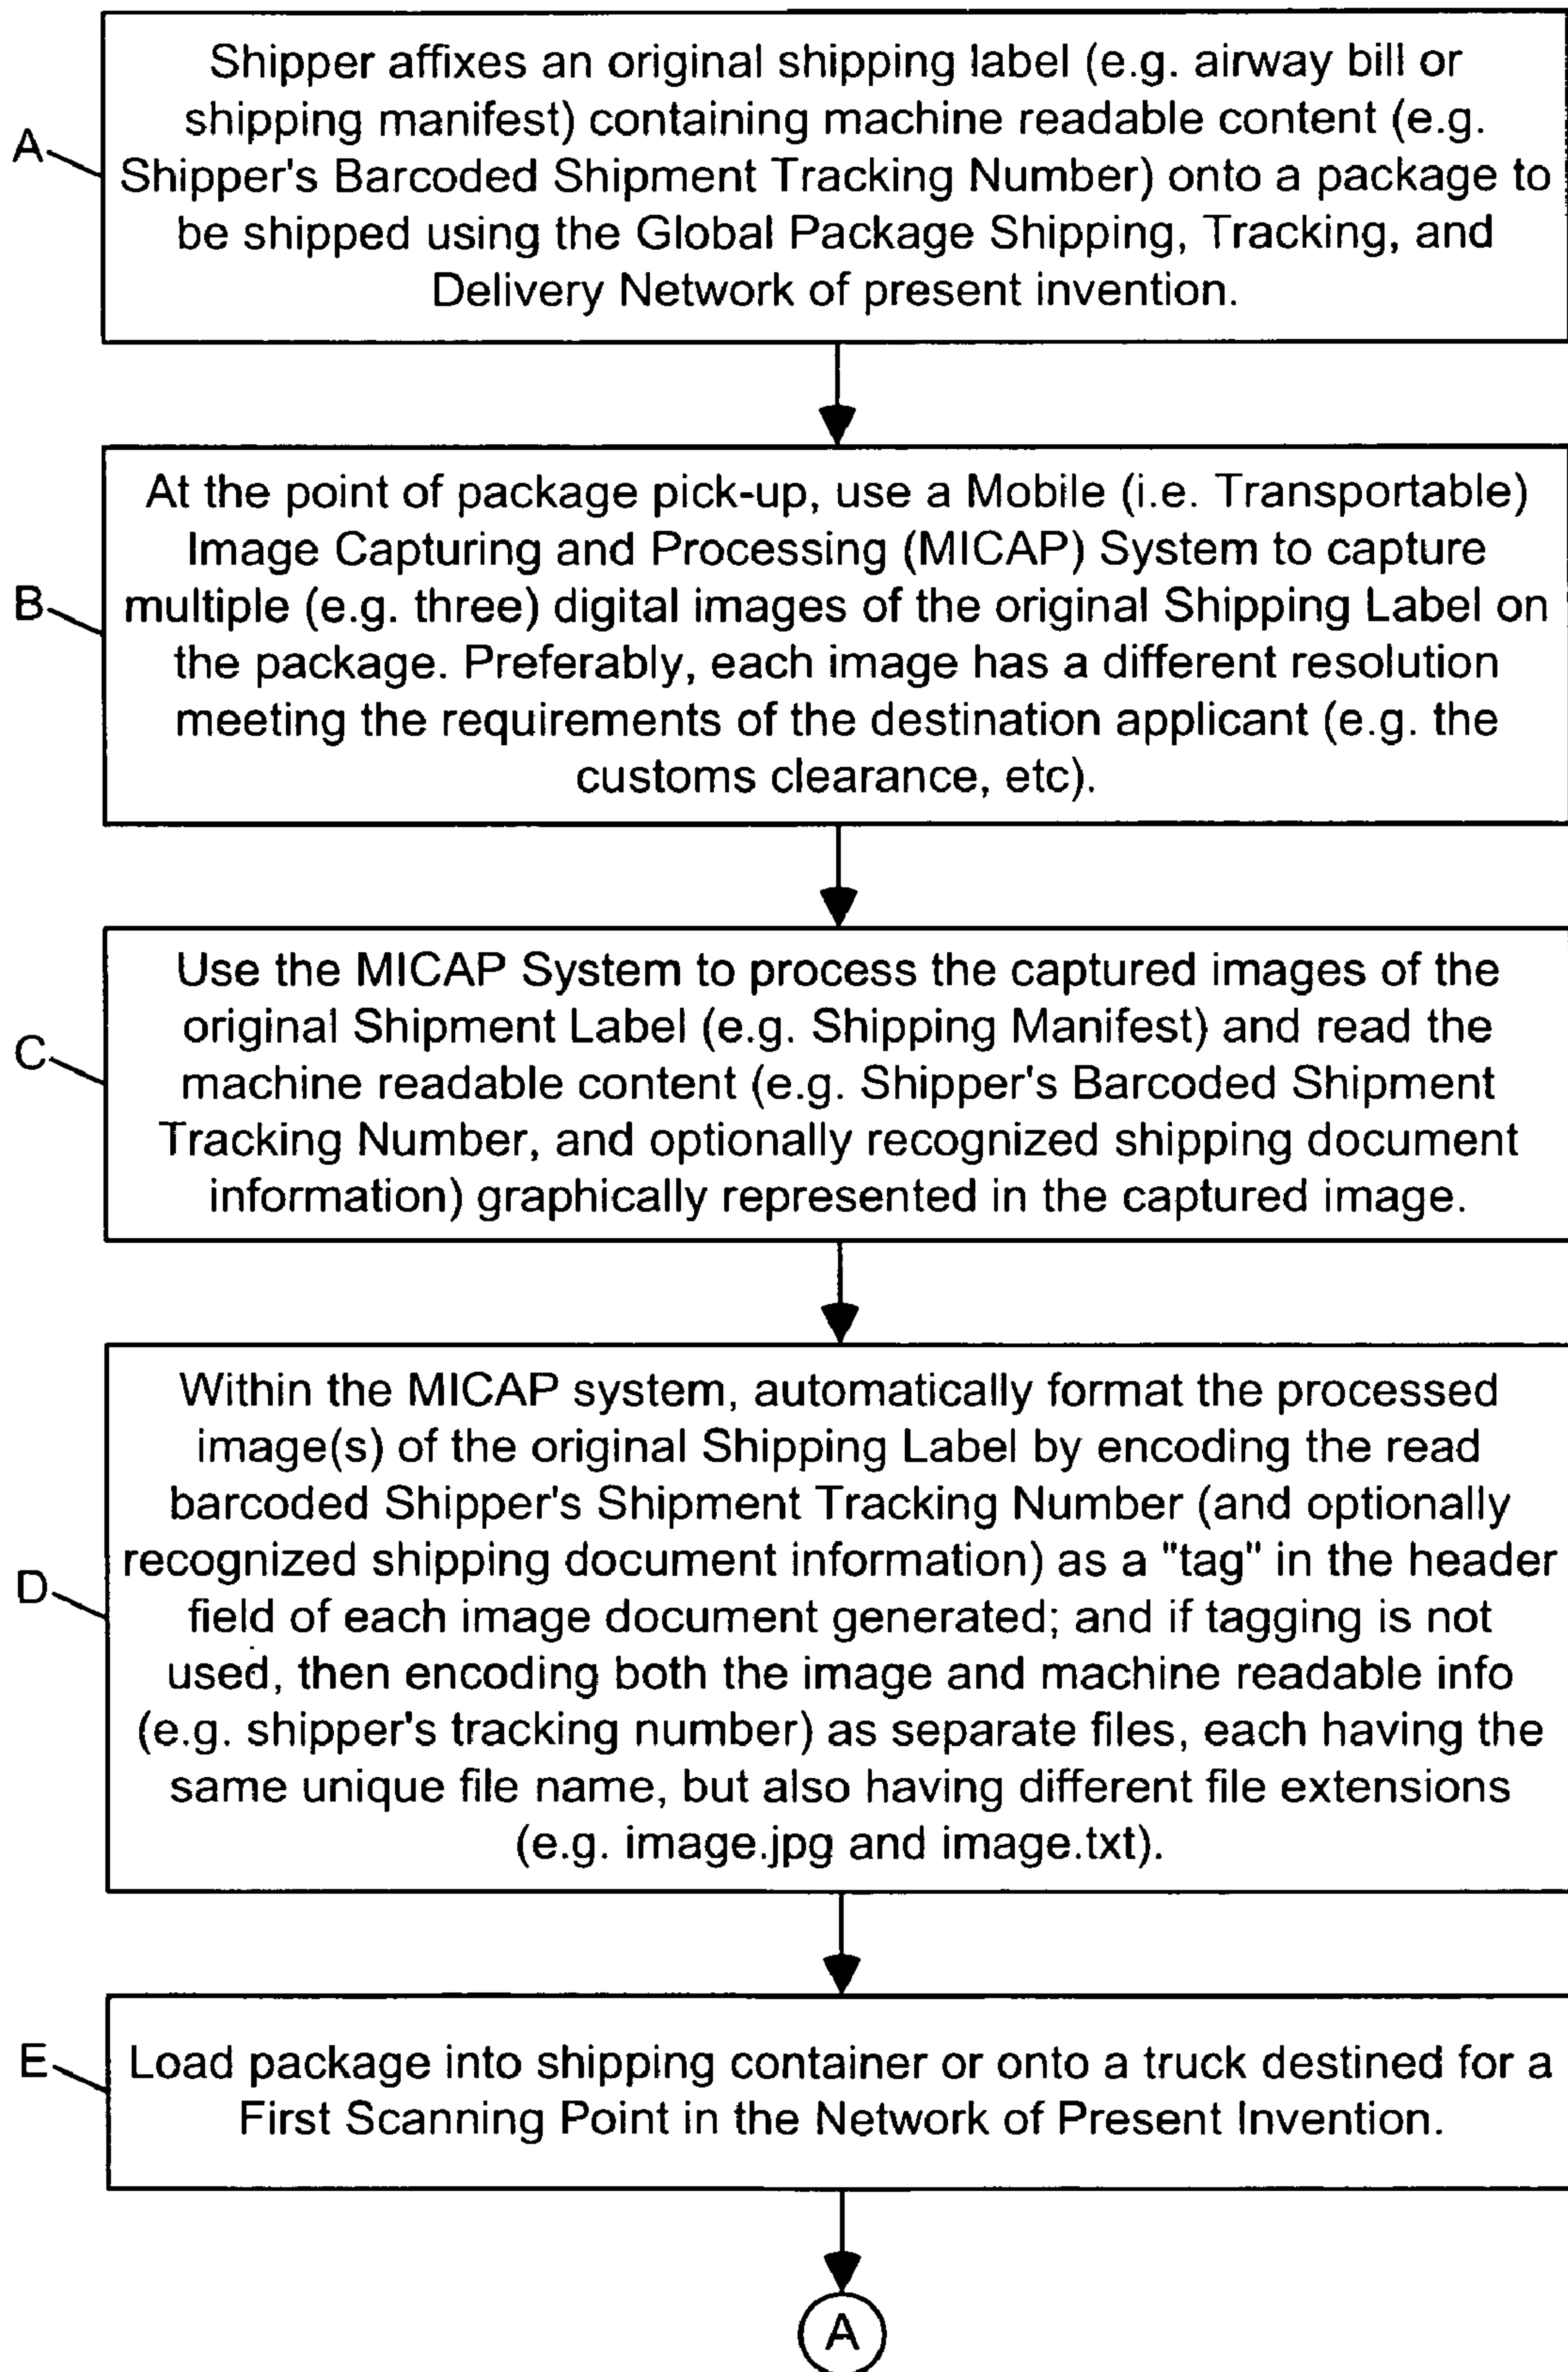 Shipper affixes an original shipping label (e.g. airway bill or
shipping manifest) containing machine readable content (e.g.
A
Shipper's Barcoded Shipment Tracking Number) onto a package to
be shipped using the Global Package Shipping, Tracking, and
Delivery Network of present invention.
At the point of package pick-up, use a Mobile (i.e. Transportable)
Image Capturing and Processing (MICAP) System to capture
B
multiple (e.g. three) digital images of the original Shipping Label on
the package. Preferably, each image has a different resolution
meeting the requirements of the destination applicant (e.g. the
customs clearance, etc).
Use the MICAP System to process the captured images of the
original Shipment Label (e.g. Shipping Manifest) and read the
C
machine readable content (e.g. Shipper's Barcoded Shipment
Tracking Number, and optionally recognized shipping document
information) graphically represented in the captured image.
Within the MICAP system, automatically format the processed
image(s) of the original Shipping Label by encoding the read
barcoded Shipper's Shipment Tracking Number (and optionally
recognized shipping document information) as a "tag" in the header
D
field of each image document generated; and if tagging is not
used, then encoding both the image and machine readable info
(e.g. shipper's tracking number) as separate files, each having the
same unique file name, but also having different file extensions
(e.g. image.jpg and image.txt).
E
Load package into shipping container or onto a truck destined for a
First Scanning Point in the Network of Present Invention.
A